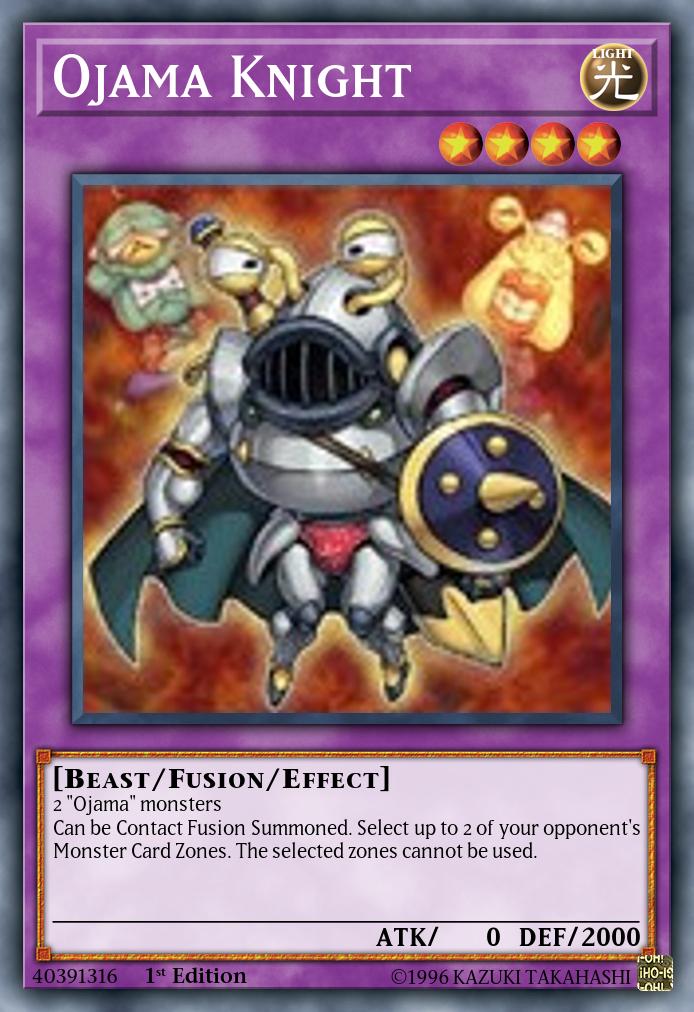 Ojama Knight
LIGHT
光
[Beast/Fusion/Effect]
2 "Ojama" monsters
Can be Contact Fusion Summoned. Select up to 2 of your opponent's
Monster Card Zones. The selected zones cannot be used.
ATK/ 0 DEF/2000
40391316 1st Edition ©1996 KAZUKI TAKAHASHI